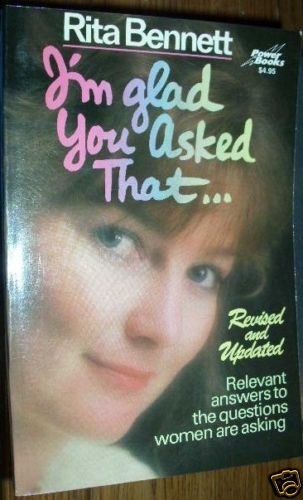 Rita Bennett
Power
Books
$4.95
I'm glad
You Asked
That...
Revised
and
Updated
Relevant
answers to
the questions
women are asking